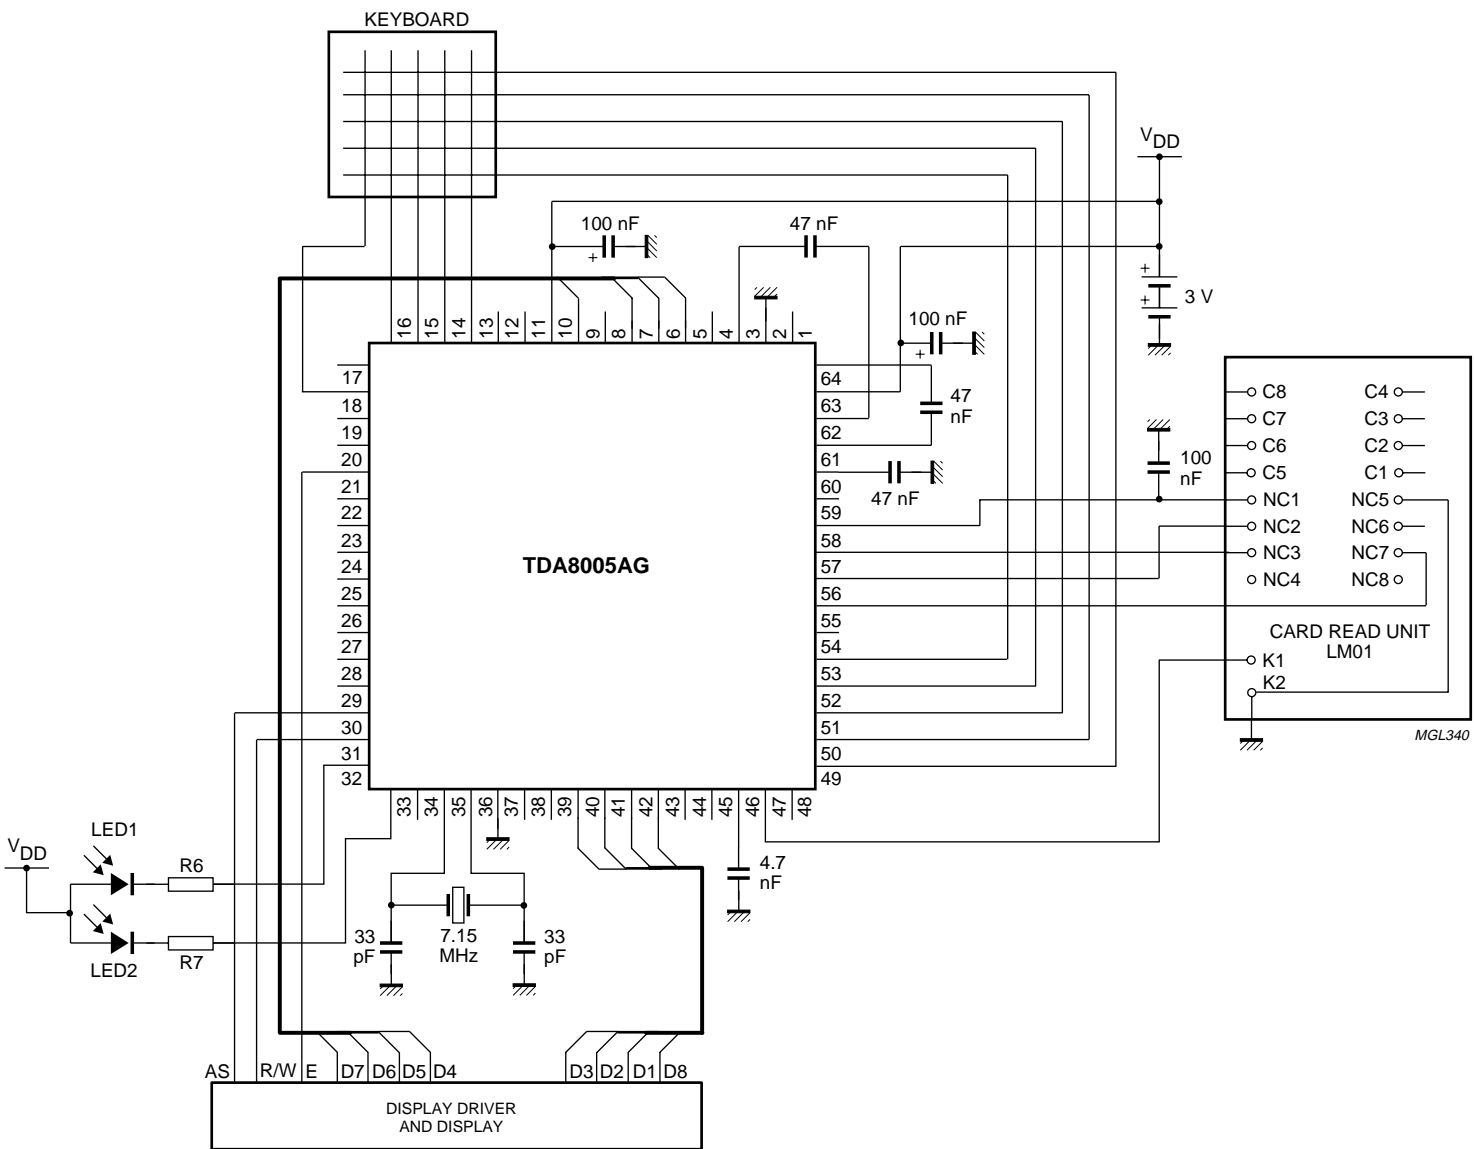 KEYBOARD
VDD
100 nF
+
47 nF
+
+
3 V
100 nF
+
16
15
14
13
12
11
10
9
8
7
6
5
4
3
2
1
17
18
19
20
21
22
23
24
25
26
27
28
29
30
31
32
TDA8005AG
64
63
62
61
60
59
58
57
56
55
54
53
52
51
50
49
47
nF
47 nF
100
nF
C8
C7
C6
C5
NC1
NC2
NC3
NC4
C4
C3
C2
C1
NC5
NC6
NC7
NC8
CARD READ UNIT
LM01
K1
K2
MGL340
33
34
35
36
37
38
39
40
41
42
43
44
45
46
47
48
VDD
LED1
R6
LED2
R7
33
pF
7.15
MHz
33
pF
4.7
nF
AS
R/W
E
D7
D6
D5
D4
D3
D2
D1
D8
DISPLAY DRIVER
AND DISPLAY